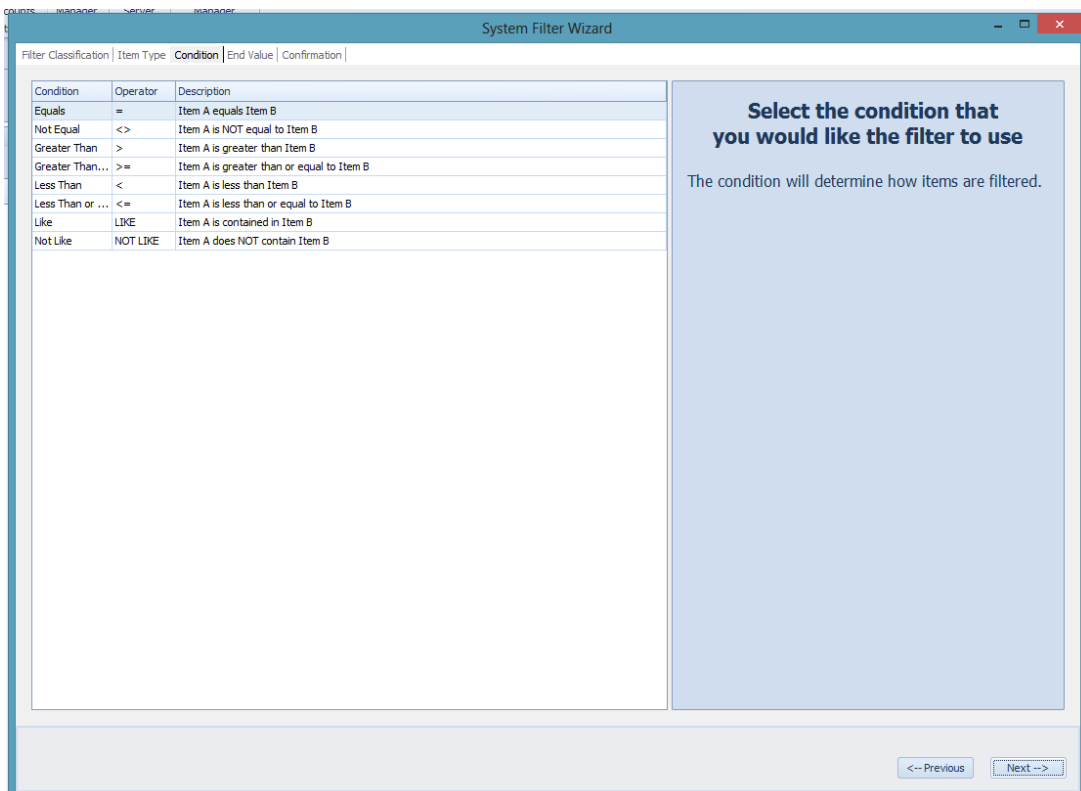 counts Manager Server Manager
System Filter Wizard
Filter Classification Item Type Condition End Value Confirmation
Condition Operator Description
Equals = Item A equals Item B
Not Equal <> Item A is NOT equal to Item B
Greater Than > Item A is greater than Item B
Greater Than... >= Item A is greater than or equal to Item B
Less Than < Item A is less than Item B
Less Than or ... <= Item A is less than or equal to Item B
Like LIKE Item A is contained in Item B
Not Like NOT LIKE Item A does NOT contain Item B
Select the condition that
you would like the filter to use
The condition will determine how items are filtered.
<-- Previous Next -->